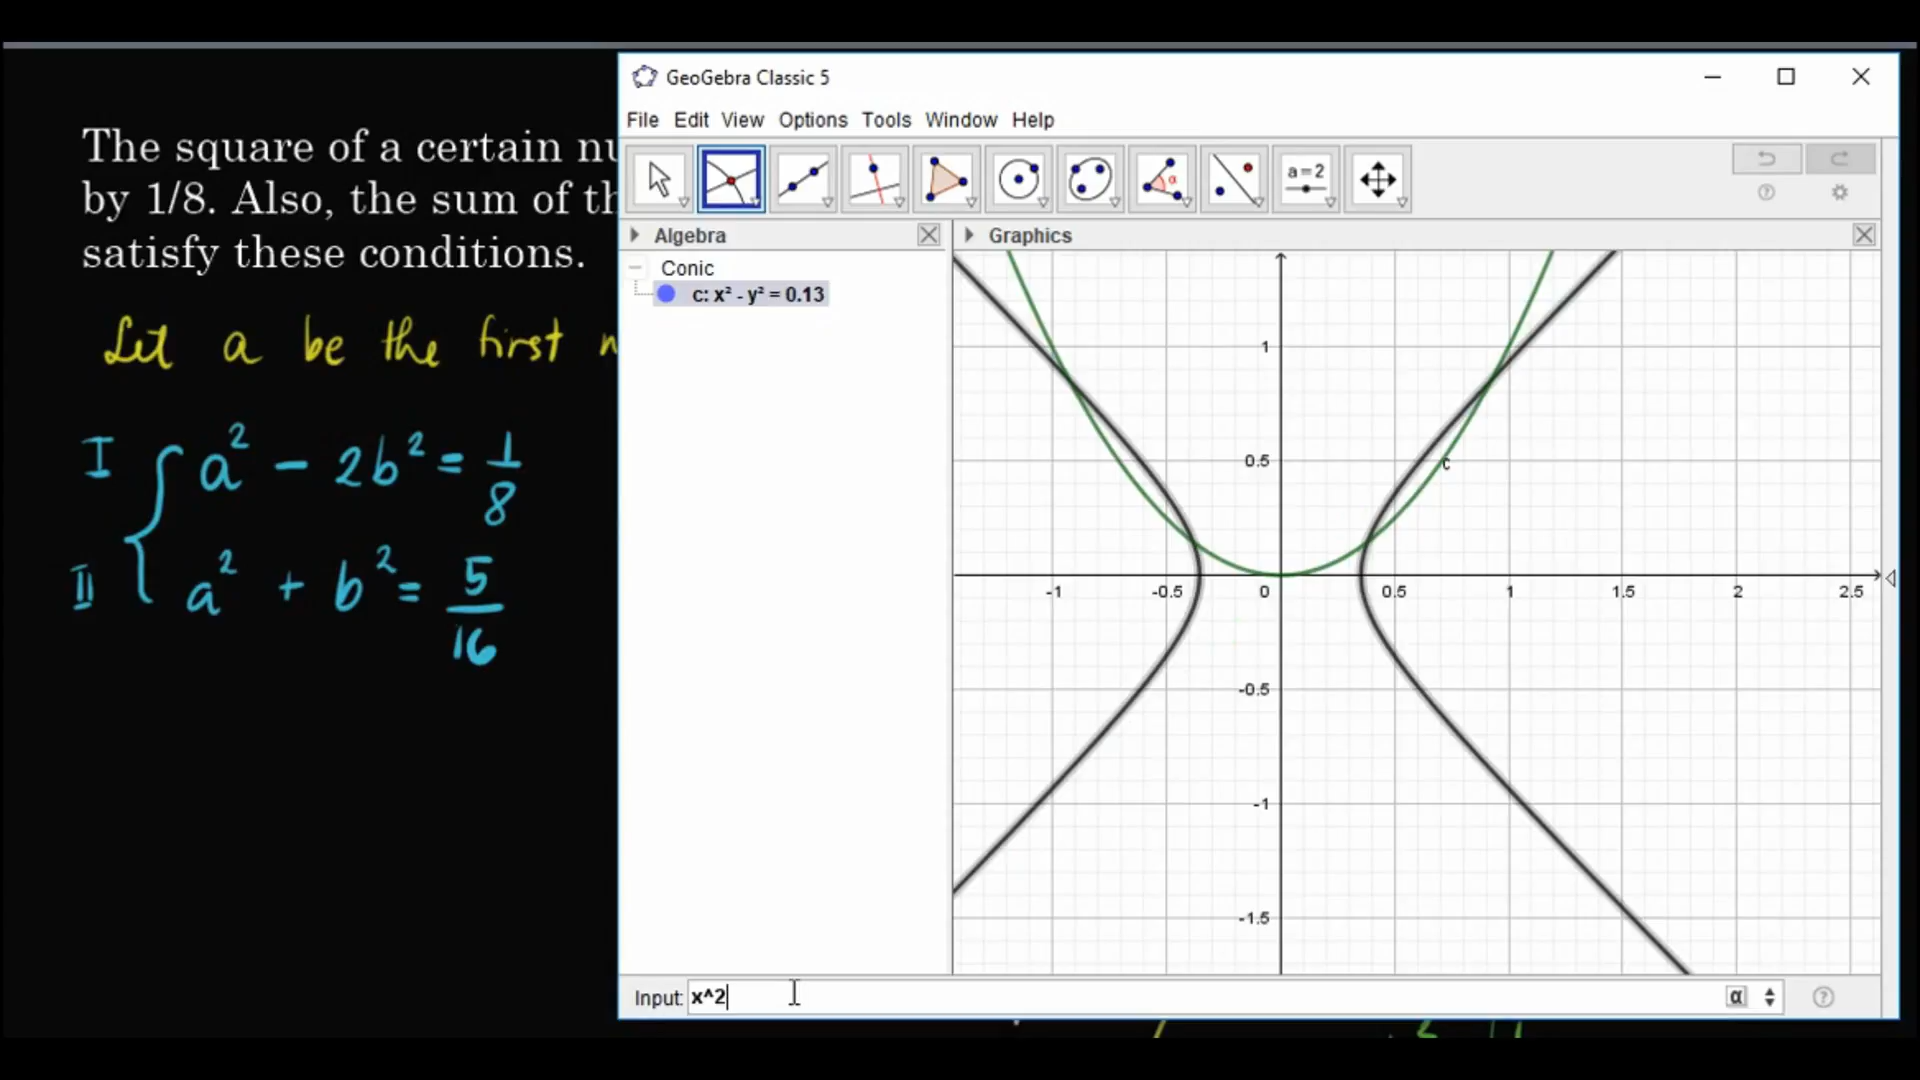 The square of a certain nu
by 1/8. Also, the sum of th
satisfy these conditions.
Let a be the first n
I a² - 2b² = 1/8
II a² + b² = 5/16
GeoGebra Classic 5
File Edit View Options Tools Window Help
α a=2
Algebra
Conic
c: x² - y² = 0.13
Graphics
1
0.5
c
-1 -0.5 0 0.5 1 1.5 2 2.5
-0.5
-1
-1.5
Input: x^2
α